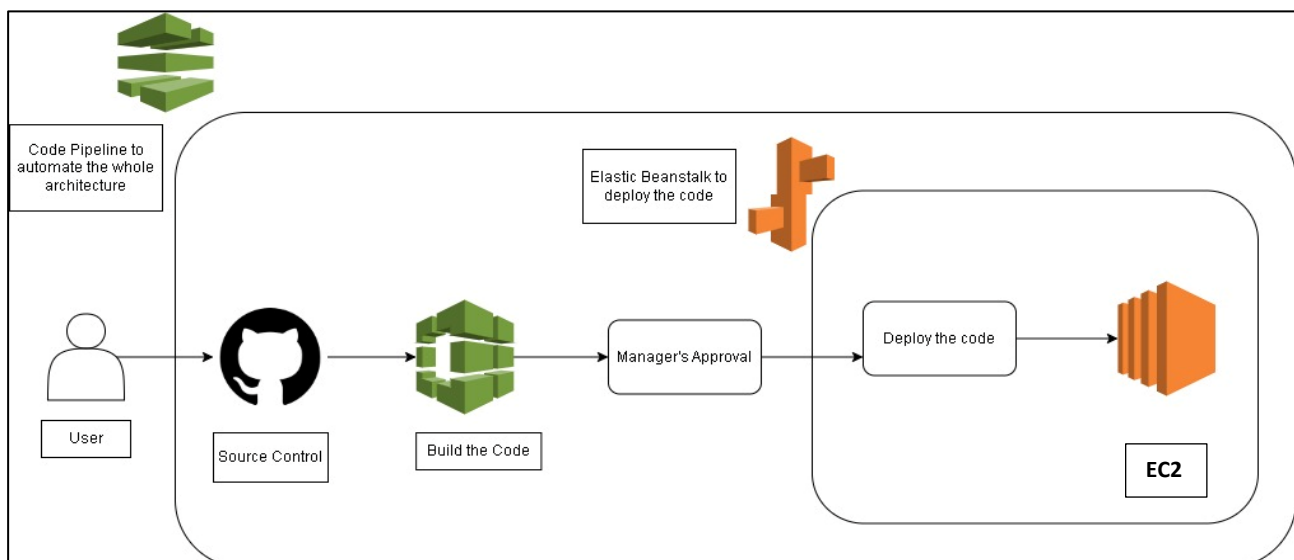 Code Pipeline to
automate the whole
architecture
Elastic Beanstalk to
deploy the code
Manager's Approval
Deploy the code
User
Source Control
Build the Code
EC2